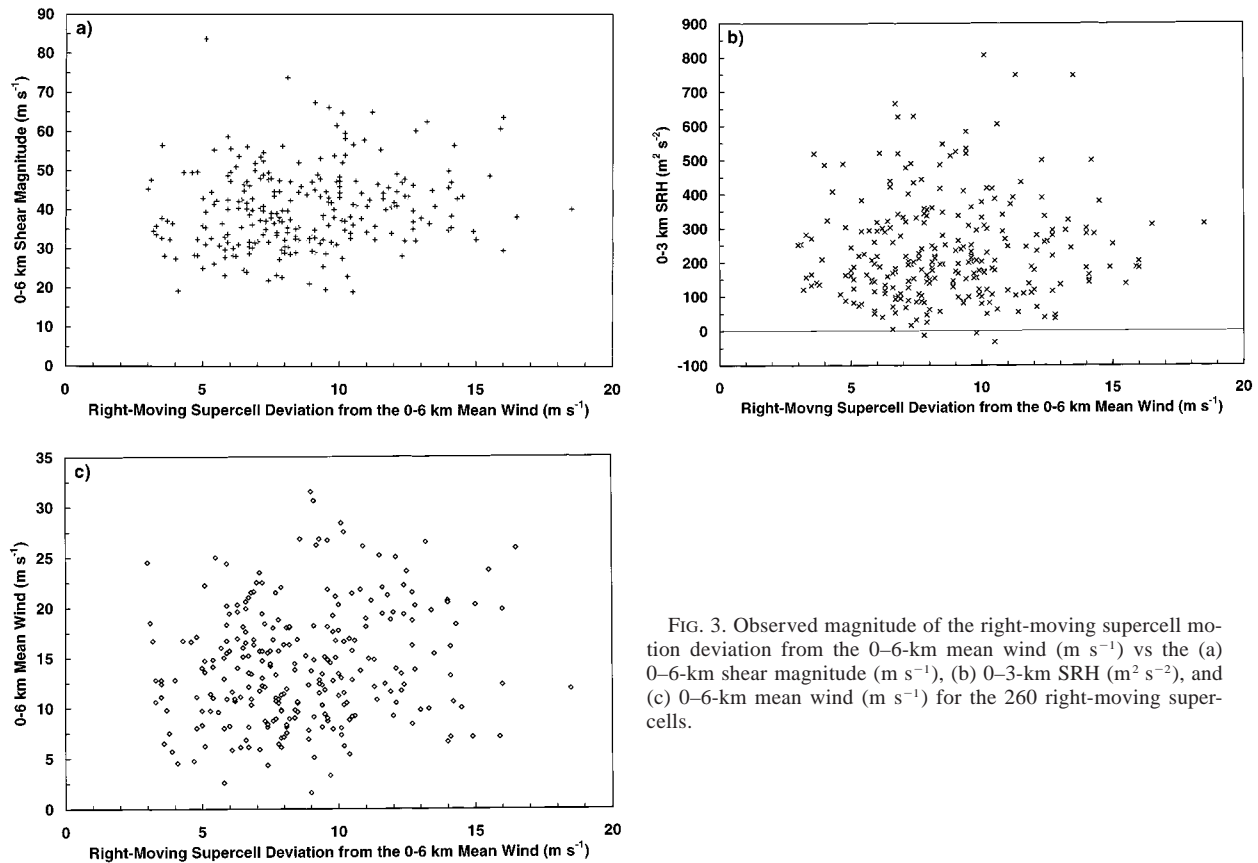 a)
90
80
70
60
50
40
30
20
10
0
0-6 km Shear Magnitude (m s⁻¹)
0 5 10 15 20
Right-Moving Supercell Deviation from the 0-6 km Mean Wind (m s⁻¹)
b)
900
800
700
600
500
400
300
200
100
0
-100
0-3 km SRH (m² s⁻²)
0 5 10 15 20
Right-Movng Supercell Deviation from the 0-6 km Mean Wind (m s⁻¹)
c)
35
30
25
20
15
10
5
0
0-6 km Mean Wind (m s⁻¹)
0 5 10 15 20
Right-Moving Supercell Deviation from the 0-6 km Mean Wind (m s⁻¹)
FIG. 3. Observed magnitude of the right-moving supercell mo-
tion deviation from the 0–6-km mean wind (m s⁻¹) vs the (a)
0–6-km shear magnitude (m s⁻¹), (b) 0–3-km SRH (m² s⁻²), and
(c) 0–6-km mean wind (m s⁻¹) for the 260 right-moving super-
cells.